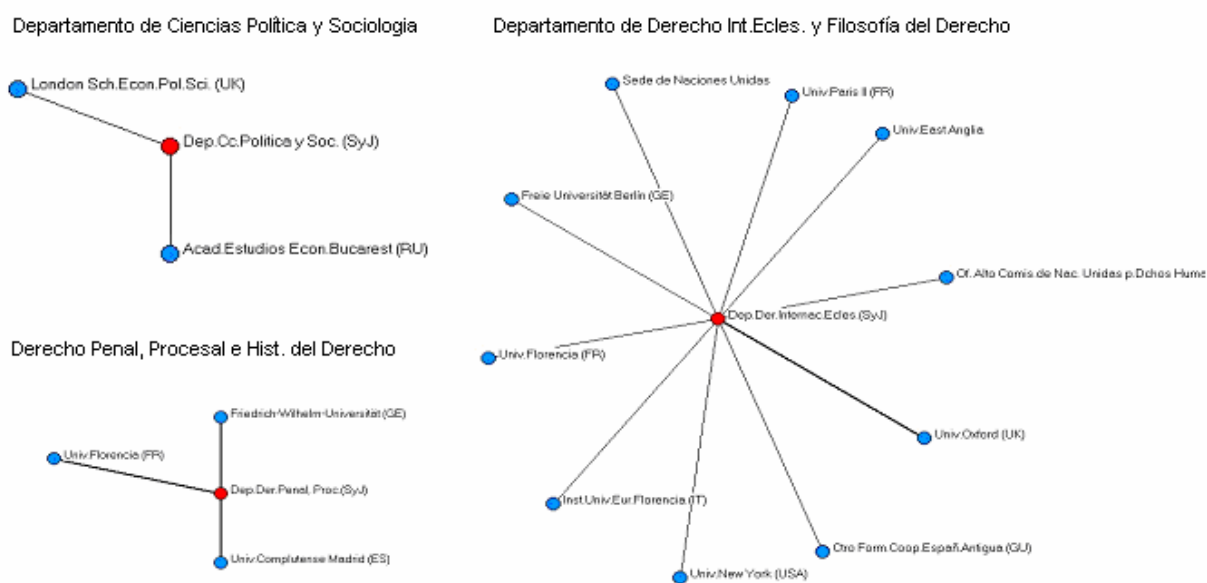 Departamento de Ciencias Política y Sociologia
London Sch.Econ.Pol.Sci. (UK)
Dep.Cc.Política y Soc. (SyJ)
Acad.Estudios Econ.Bucarest (RU)
Derecho Penal, Procesal e Hist. del Derecho
Friedrich-Wilhelm-Universität (GE)
Univ.Florencia (FR)
Dep.Der.Penal, Proc.(SyJ)
Univ.Complutense Madrid (ES)
Departamento de Derecho Int.Ecles. y Filosofía del Derecho
Sede de Naciones Unidas
Univ.Paris II (FR)
Univ.East Anglia
Freie Universität Berlín (GE)
Of.Alto Comis.de Nac. Unidas p.Dchos Huma
Dep.Der.Internac.Ecles.(SyJ)
Univ.Florencia (FR)
Univ.Oxford (UK)
Inst.Univ.Eur.Florencia (IT)
Ctro Form.Coop.Españ.Antigua (GU)
Univ.New York (USA)